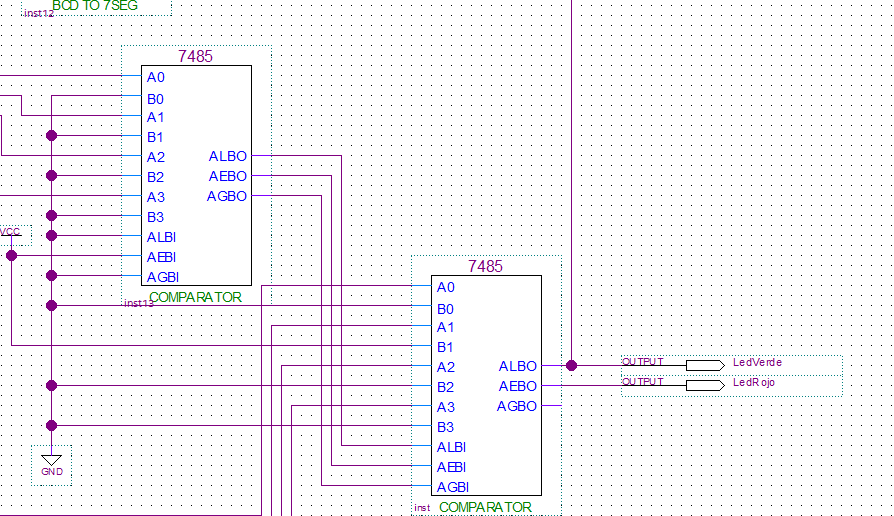 BCD TO 7SEG
inst12
7485
A0
B0
A1
B1
A2
ALBO
B2
AEBO
A3
AGBO
B3
ALBI
VCC
AEBI
AGBI
COMPARATOR
inst13
7485
A0
B0
A1
B1
A2
ALBO
OUTPUT
LedVerde
B2
AEBO
OUTPUT
LedRojo
A3
AGBO
B3
ALBI
AEBI
AGBI
GND
COMPARATOR
inst